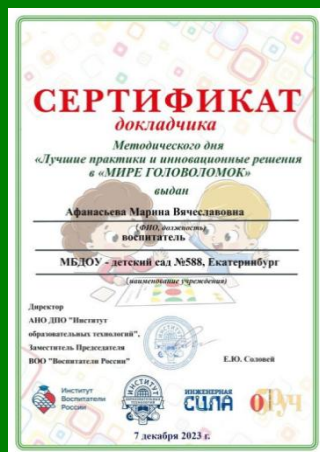 СЕРТИФИКАТ
докладчика
Методического дня
«Лучшие практики и инновационные решения
в «МИРЕ ГОЛОВОЛОМОК»
выдан
Афанасьева Марина Вячеславовна
(ФИО, должность)
воспитатель
МБДОУ - детский сад №588, Екатеринбург
(наименование учреждения)
Директор
АНО ДПО "Институт
образовательных технологий",
Заместитель Председателя
ВОО "Воспитатели России"
Е.Ю. Соловей
Институт
Воспитатели
России
ИНСТИТУТ
ИНЖЕНЕРНАЯ
СИЛА
7 декабря 2023 г.